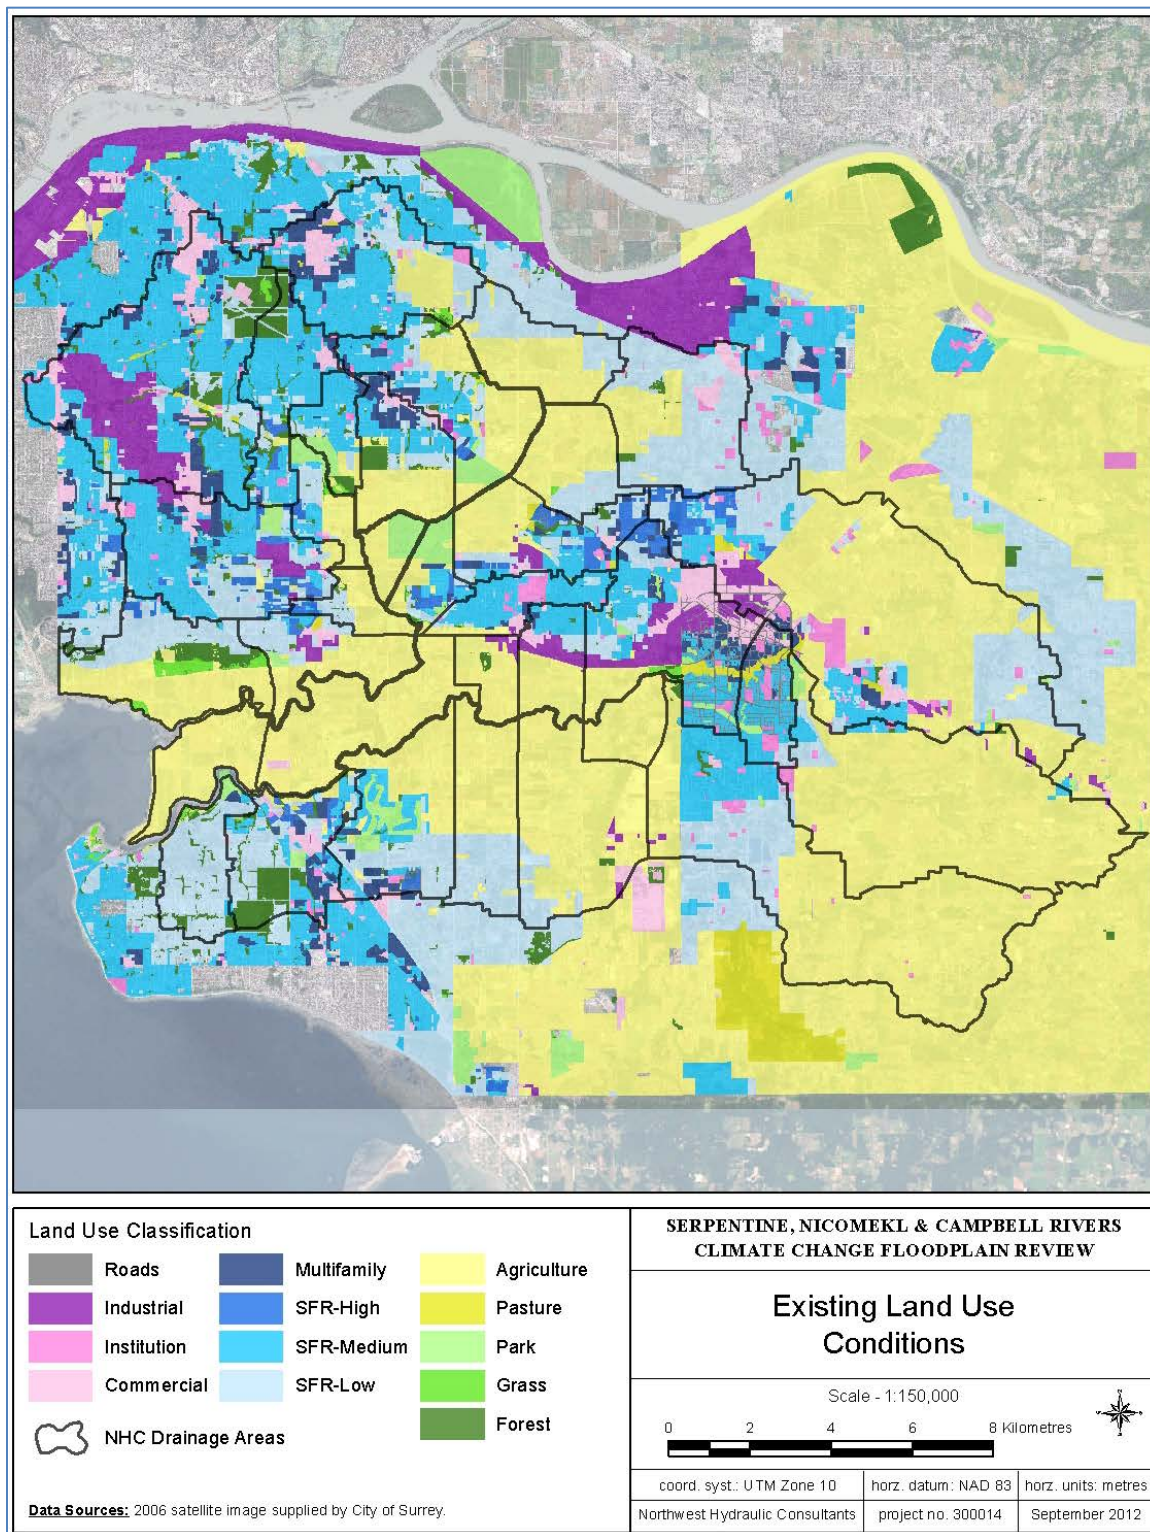 Land Use Classification
Roads
Industrial
Institution
Commercial
NHC Drainage Areas
Multifamily
SFR-High
SFR-Medium
SFR-Low
Agriculture
Pasture
Park
Grass
Forest
Data Sources: 2006 satellite image supplied by City of Surrey.
SERPENTINE, NICOMEKL & CAMPBELL RIVERS
CLIMATE CHANGE FLOODPLAIN REVIEW
Existing Land Use
Conditions
Scale - 1:150,000
0 2 4 6 8 Kilometres
coord. syst.: UTM Zone 10 horz. datum: NAD 83 horz. units: metres
Northwest Hydraulic Consultants project no. 300014 September 2012